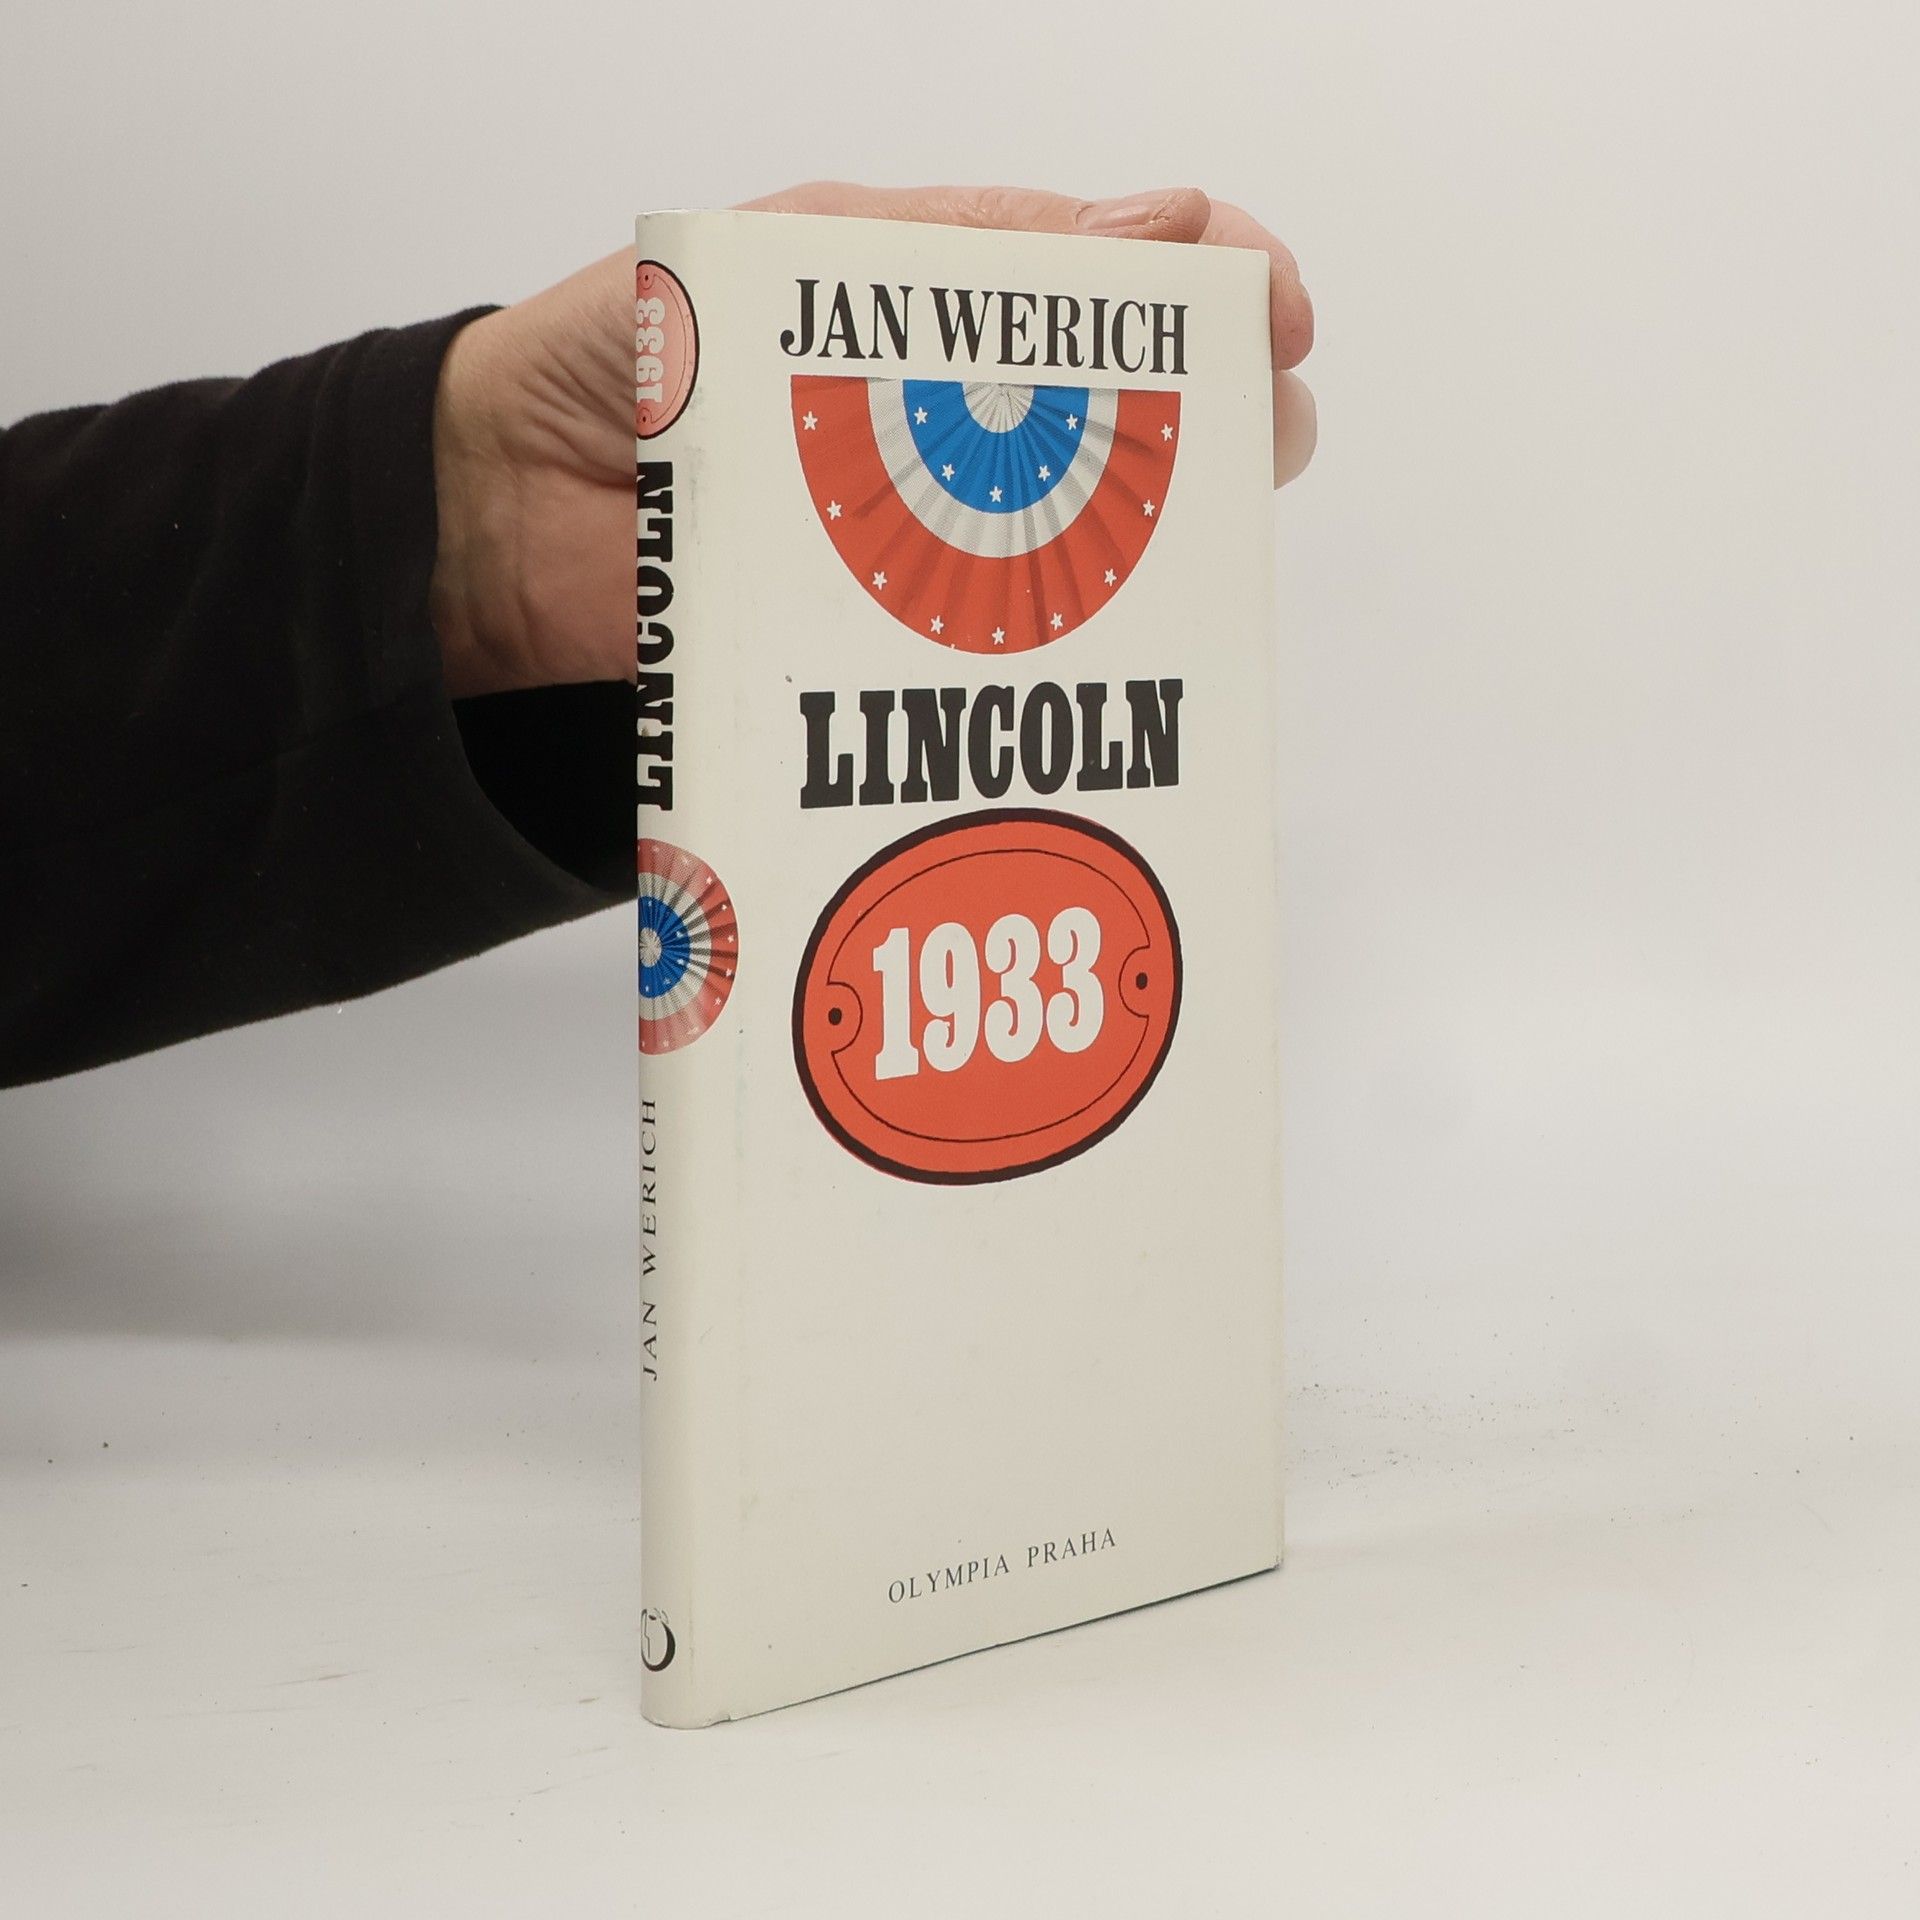 JAN WERICH
LINCOLN
1933
OLYMPIA PRAHA
JAN WERICH
LINCOLN
1933